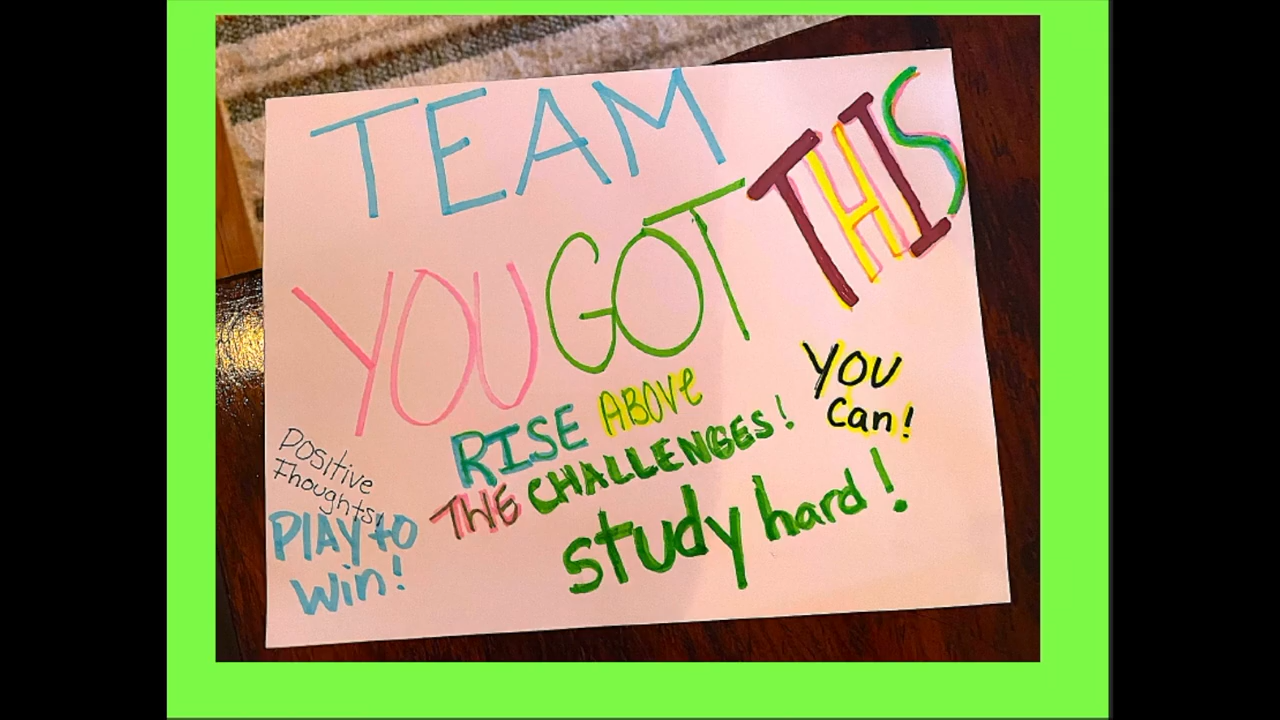 TEAM
YOU GOT THIS
RISE ABOVE
THE CHALLENGES!
study hard!
YOU
Can!
Positive
Thoughts!
PLAY to
win!